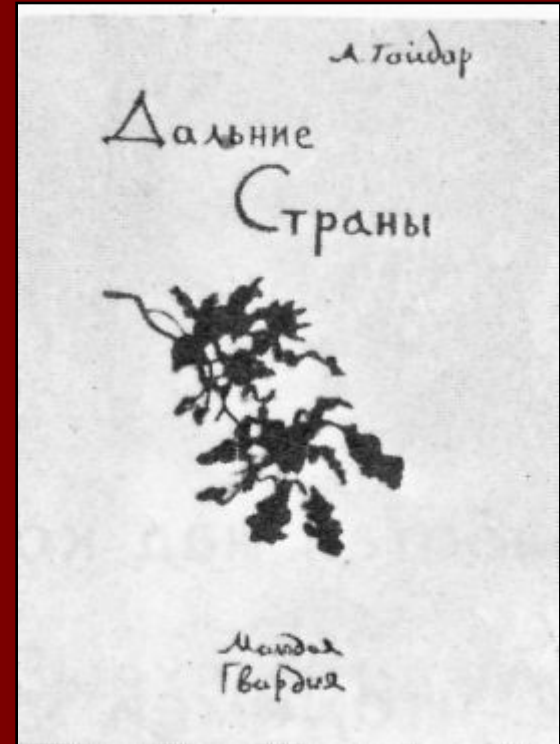 А. Гайдар
Дальние
Страны
Молодая
Гвардия